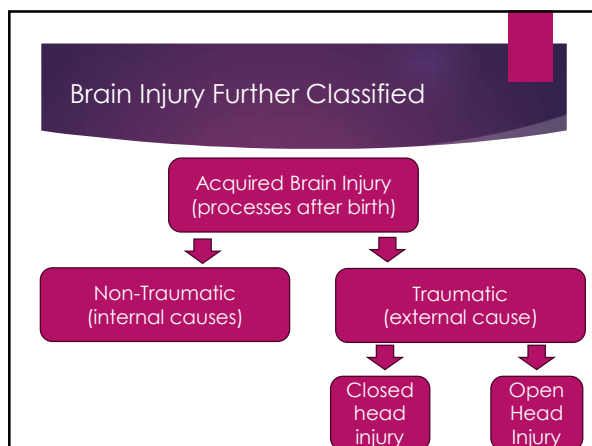 Brain Injury Further Classified
Acquired Brain Injury
(processes after birth)
Non-Traumatic
(internal causes)
Traumatic
(external cause)
Closed
head
injury
Open
Head
Injury